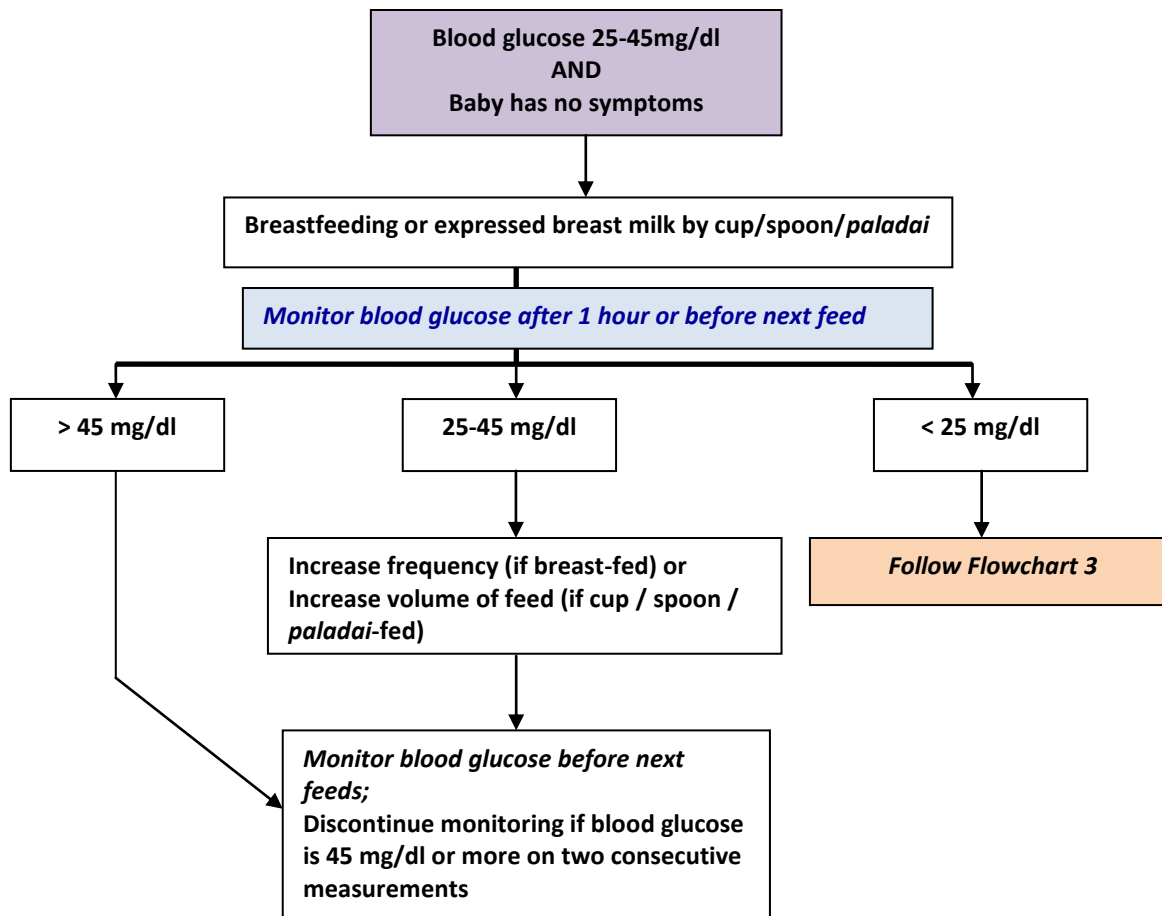 Blood glucose 25-45mg/dl
AND
Baby has no symptoms
Breastfeeding or expressed breast milk by cup/spoon/paladai
Monitor blood glucose after 1 hour or before next feed
> 45 mg/dl
25-45 mg/dl
< 25 mg/dl
Increase frequency (if breast-fed) or
Increase volume of feed (if cup / spoon /
paladai-fed)
Follow Flowchart 3
Monitor blood glucose before next
feeds;
Discontinue monitoring if blood glucose
is 45 mg/dl or more on two consecutive
measurements